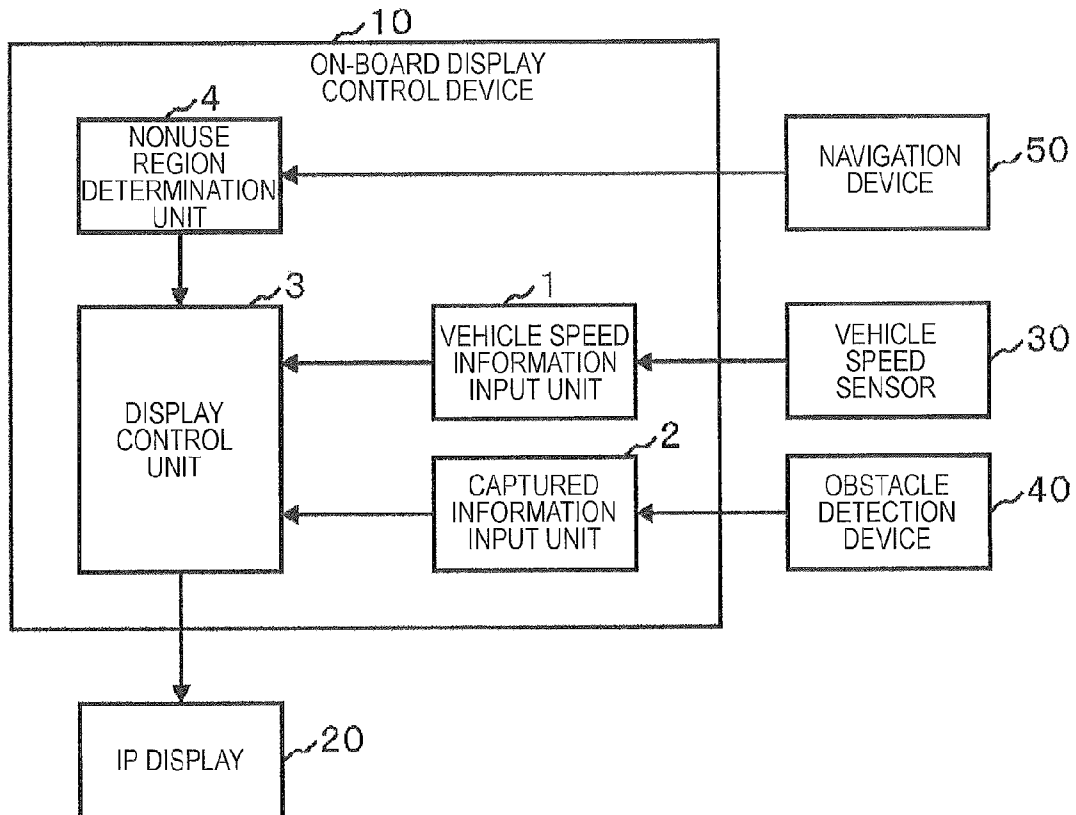 10
ON-BOARD DISPLAY
CONTROL DEVICE
4
NONUSE
REGION
DETERMINATION
UNIT
NAVIGATION
DEVICE
50
3
DISPLAY
CONTROL
UNIT
1
VEHICLE SPEED
INFORMATION
INPUT UNIT
VEHICLE
SPEED
SENSOR
30
2
CAPTURED
INFORMATION
INPUT UNIT
OBSTACLE
DETECTION
DEVICE
40
IP DISPLAY
20